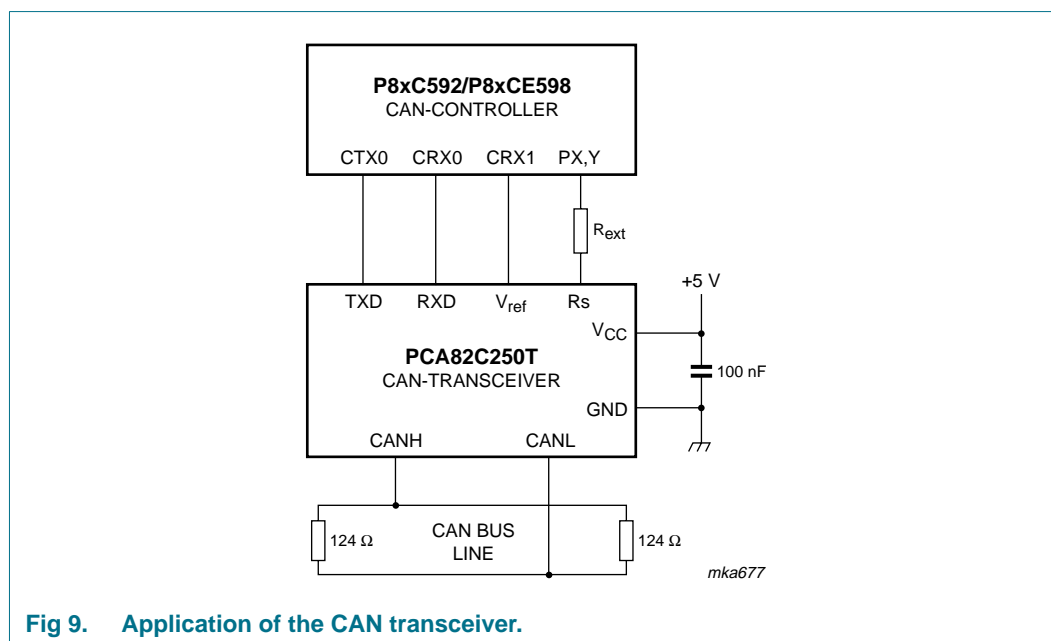 P8xC592/P8xCE598
CAN-CONTROLLER
CTX0 CRX0 CRX1 PX,Y
Rext
+5 V
TXD RXD Vref Rs
VCC
PCA82C250T
CAN-TRANSCEIVER
100 nF
GND
CANH CANL
124 Ω CAN BUS LINE 124 Ω
mka677
Fig 9. Application of the CAN transceiver.